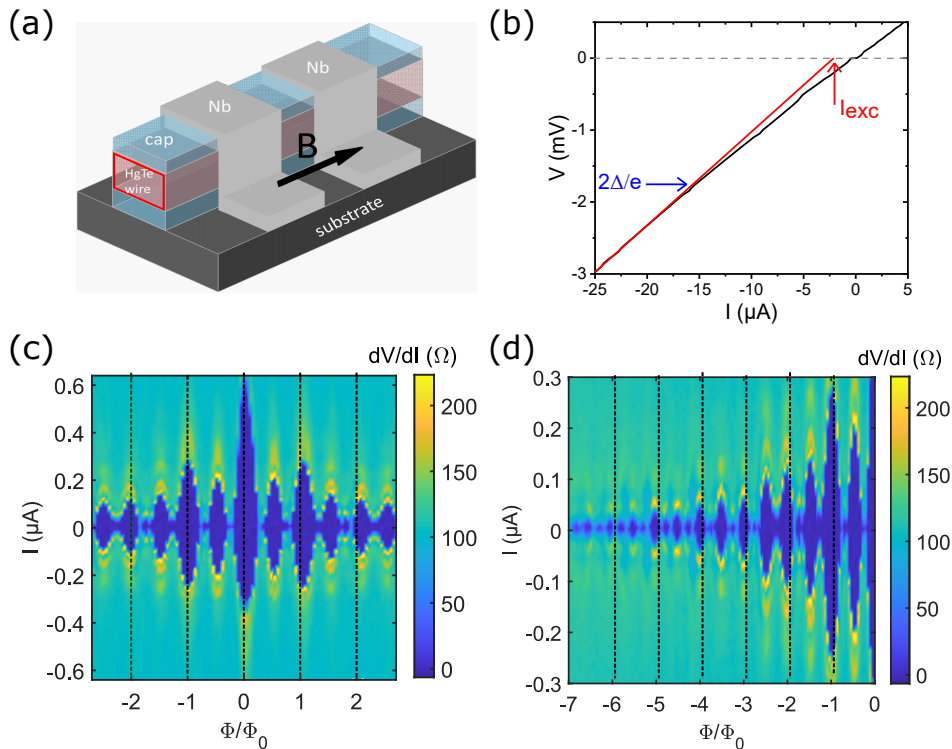 (a)
Nb
Nb
cap
HgTe
wire
B
substrate
(b)
V (mV)
0
-1
-2
-3
2Δ/e
Iexc
-25 -20 -15 -10 -5 0 5
I (µA)
(c)
dV/dI (Ω)
I (µA)
0.6
0.4
0.2
0
-0.2
-0.4
-0.6
-2 -1 0 1 2
Φ/Φ0
200
150
100
50
0
(d)
dV/dI (Ω)
I (µA)
0.3
0.2
0.1
0
-0.1
-0.2
-0.3
-7 -6 -5 -4 -3 -2 -1 0
Φ/Φ0
200
150
100
50
0